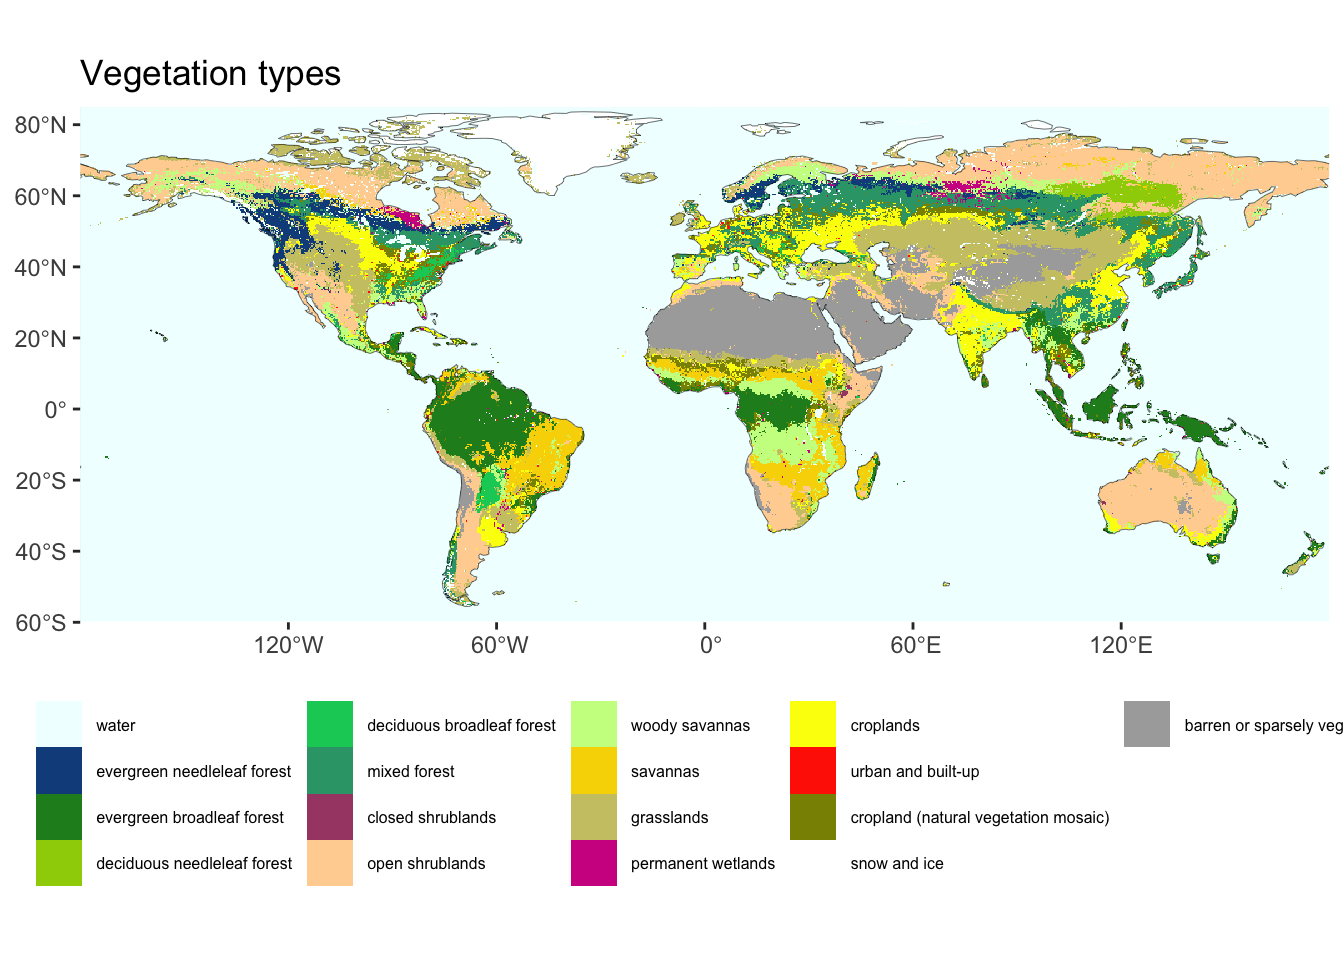 Vegetation types
80°N
60°N
40°N
20°N
0°
20°S
40°S
60°S
120°W 60°W 0° 60°E 120°E
water
evergreen needleleaf forest
evergreen broadleaf forest
deciduous needleleaf forest
deciduous broadleaf forest
mixed forest
closed shrublands
open shrublands
woody savannas
savannas
grasslands
permanent wetlands
croplands
urban and built-up
cropland (natural vegetation mosaic)
snow and ice
barren or sparsely veg